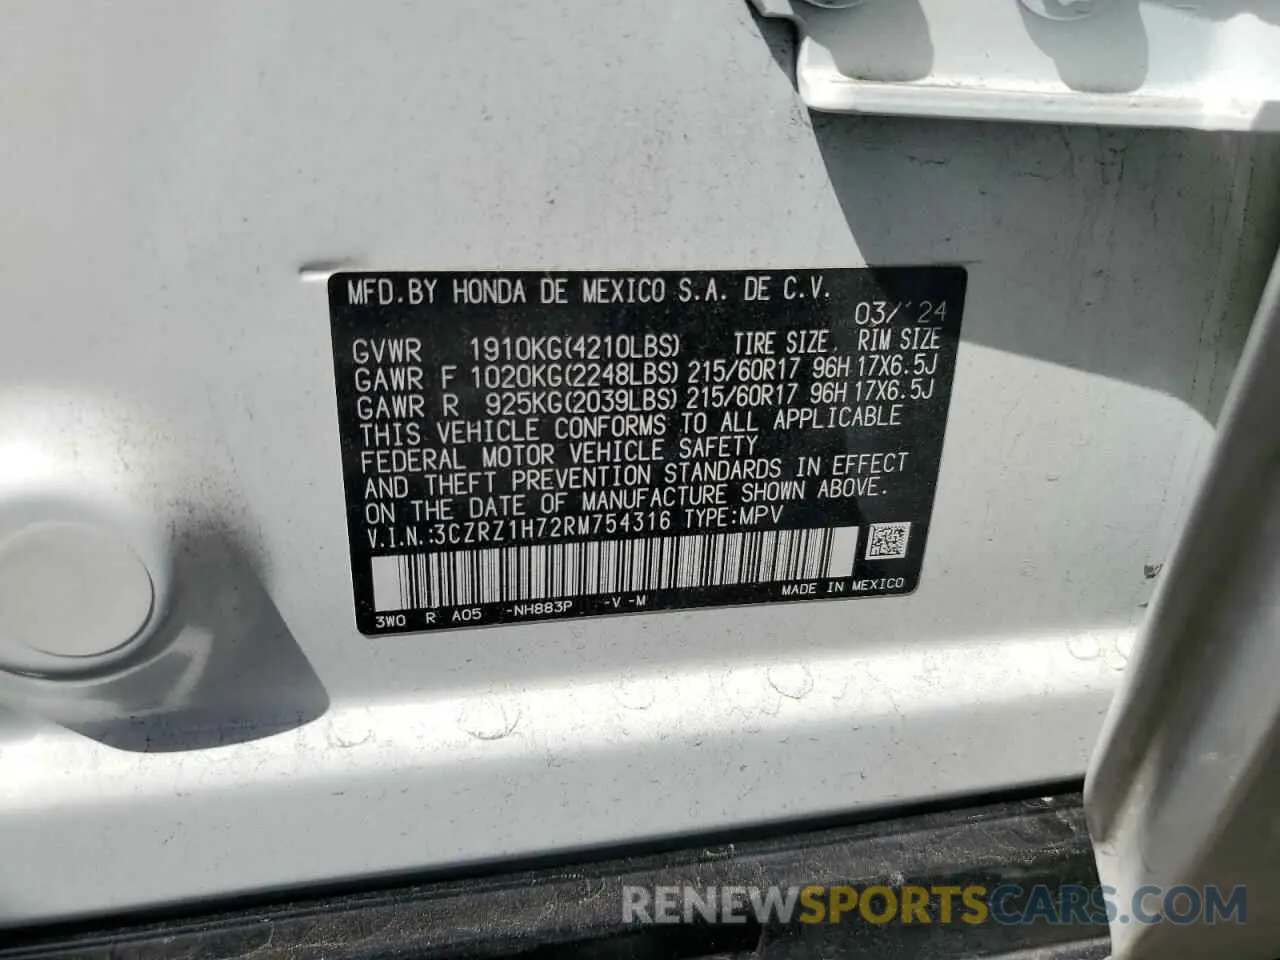 MFD.BY HONDA DE MEXICO S.A. DE C.V.
03/'24
GVWR 1910KG(4210LBS) TIRE SIZE RIM SIZE
GAWR F 1020KG(2248LBS) 215/60R17 96H 17X6.5J
GAWR R 925KG(2039LBS) 215/60R17 96H 17X6.5J
THIS VEHICLE CONFORMS TO ALL APPLICABLE
FEDERAL MOTOR VEHICLE SAFETY
AND THEFT PREVENTION STANDARDS IN EFFECT
ON THE DATE OF MANUFACTURE SHOWN ABOVE.
V.I.N.:3CZRZ1H72RM754316 TYPE:MPV
MADE IN MEXICO
3W0 R A05 -NH883P -V -M
RENEWSPORTSCARS.COM